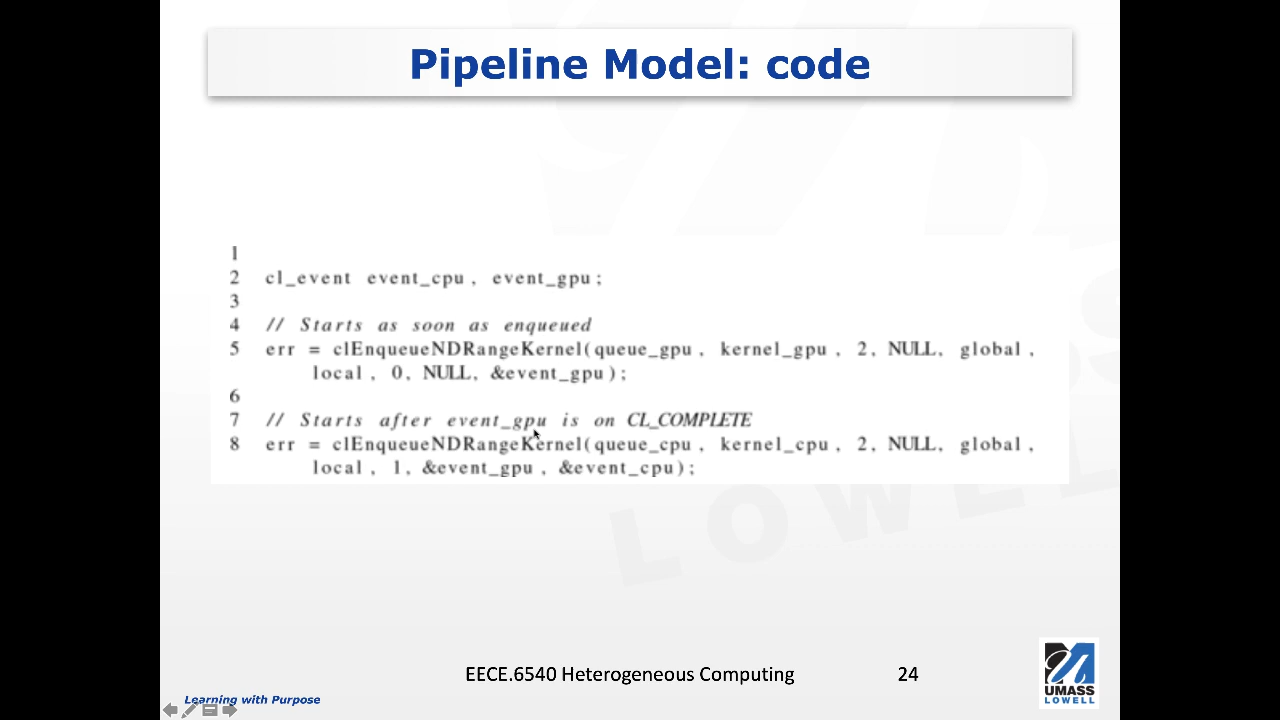 Pipeline Model: code
1
2 cl_event event_cpu, event_gpu;
3
4 // Starts as soon as enqueued
5 err = clEnqueueNDRangeKernel(queue_gpu, kernel_gpu, 2, NULL, global,
local, 0, NULL, &event_gpu);
6
7 // Starts after event_gpu is on CL_COMPLETE
8 err = clEnqueueNDRangeKernel(queue_cpu, kernel_cpu, 2, NULL, global,
local, 1, &event_gpu, &event_cpu);
LOWELL
EECE.6540 Heterogeneous Computing 24
UMASS
LOWELL
Learning with Purpose